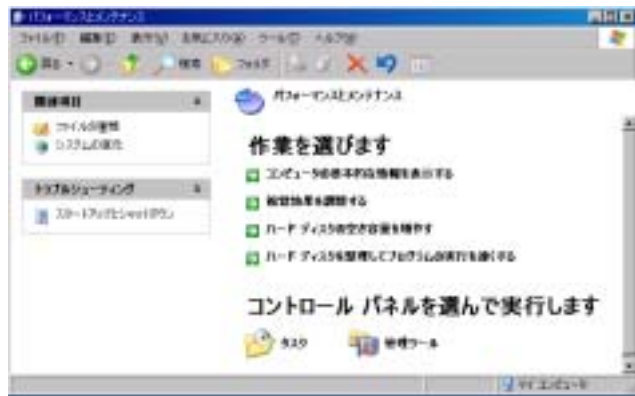 パフォーマンスとメンテナンス
ファイル(F) 編集(E) 表示(V) お気に入り(A) ツール(T) ヘルプ(H)
戻る 検索 フォルダ
関連項目
ファイルの種類
システムの復元
トラブルシューティング
スタートアップとシャットダウン
パフォーマンスとメンテナンス
作業を選びます
コンピュータの基本的な情報を表示する
視覚効果を調整する
ハード ディスクの空き容量を増やす
ハード ディスクを整理してプログラムの実行を速くする
コントロール パネルを選んで実行します
タスク 管理ツール
マイ コンピュータ